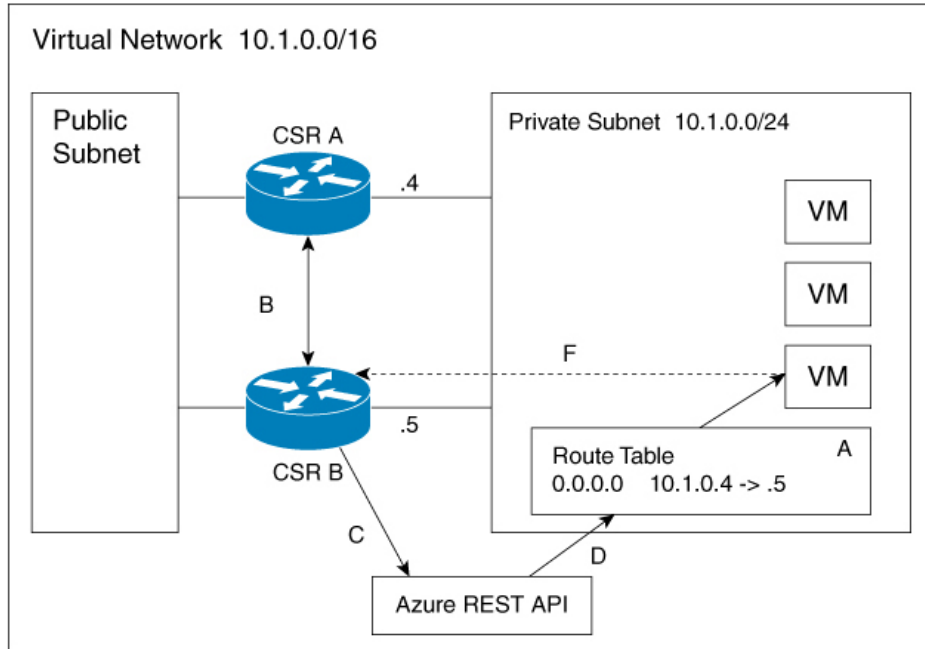 Virtual Network 10.1.0.0/16
Public
Subnet
CSR A
.4
Private Subnet 10.1.0.0/24
VM
VM
B
F
VM
CSR B
.5
A
Route Table
0.0.0.0 10.1.0.4 -> .5
C
D
Azure REST API